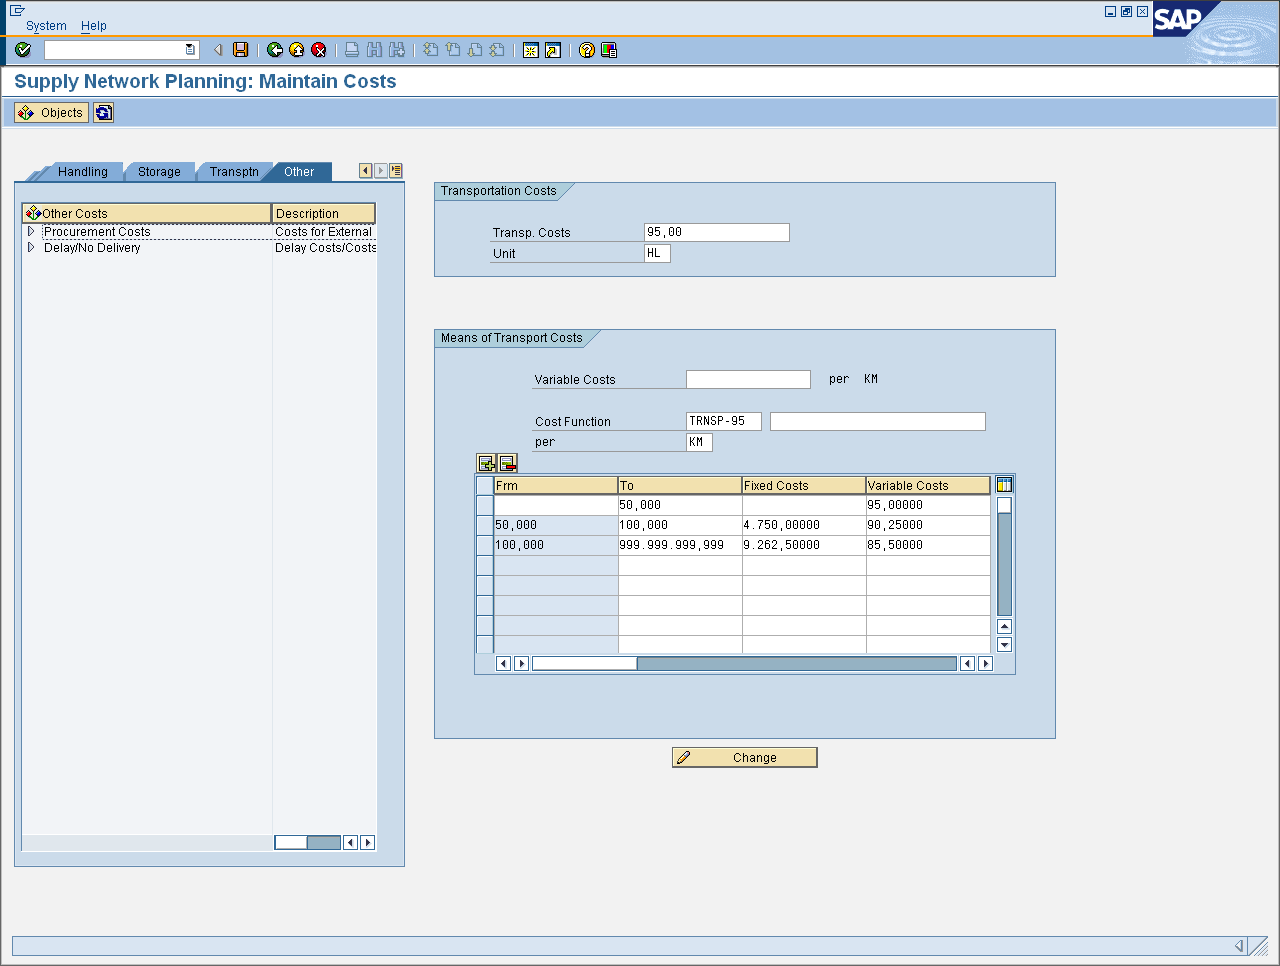 System Help
SAP
Supply Network Planning: Maintain Costs
Objects
Handling Storage Transptn Other
Other Costs Description
Procurement Costs Costs for External
Delay/No Delivery Delay Costs/Costs
Transportation Costs
Transp. Costs 95,00
Unit HL
Means of Transport Costs
Variable Costs per KM
Cost Function TRNSP-95
per KM
Frm To Fixed Costs Variable Costs
50,000 95,00000
50,000 100,000 4.750,00000 90,25000
100,000 999.999.999,999 9.262,50000 85,50000
Change